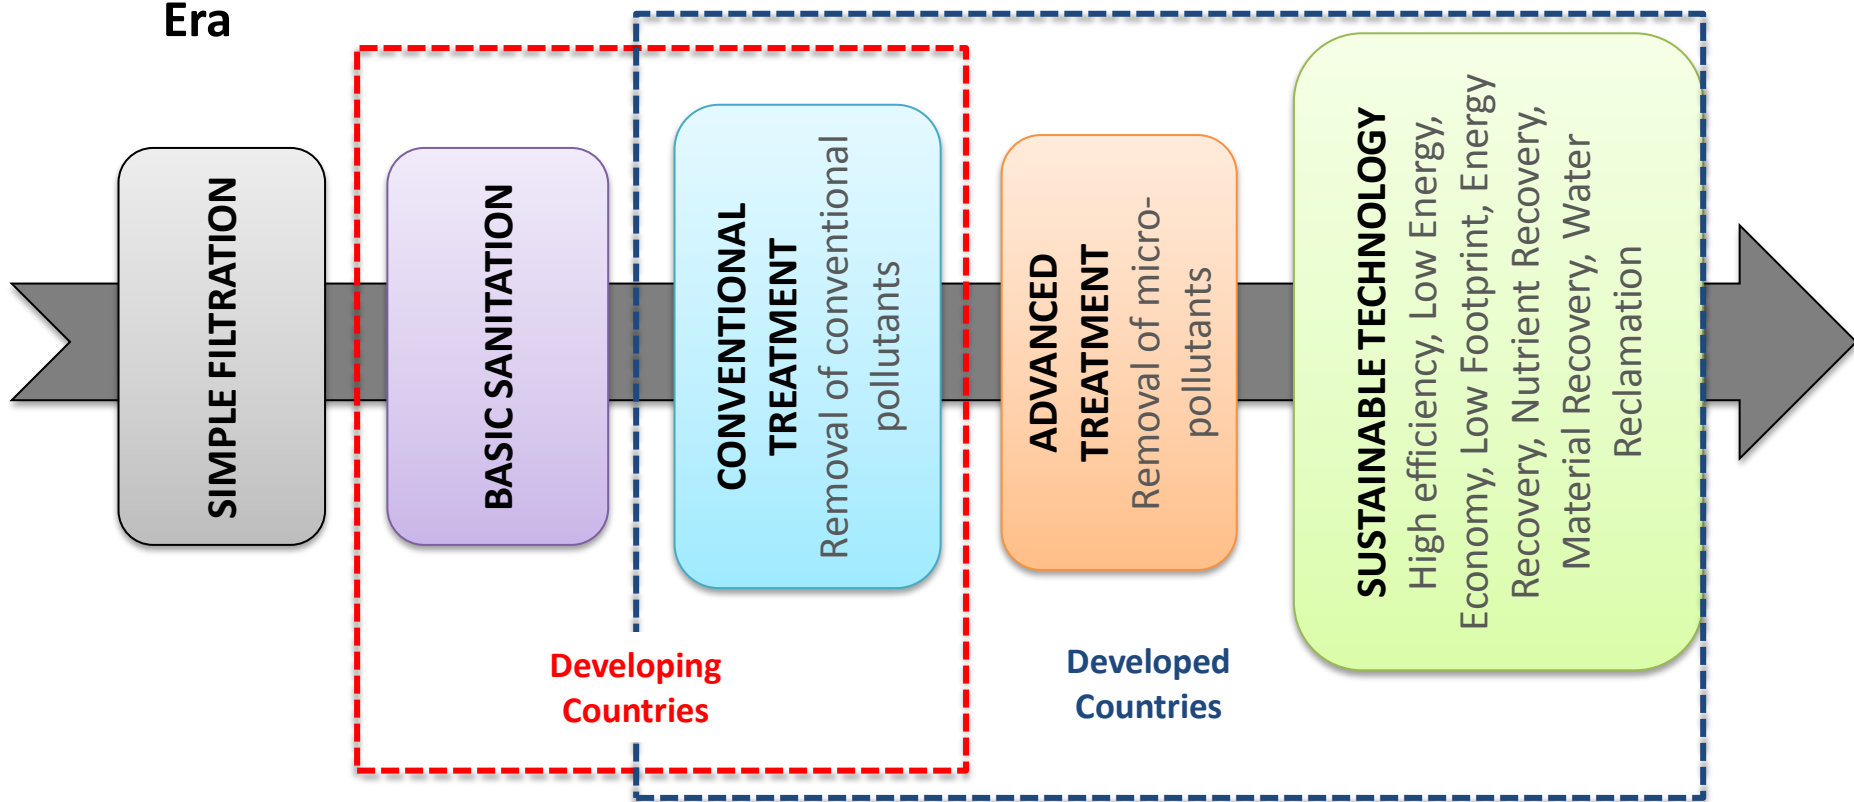 Era
SIMPLE FILTRATION
BASIC SANITATION
CONVENTIONAL
TREATMENT
Removal of conventional
pollutants
ADVANCED
TREATMENT
Removal of micro-
pollutants
SUSTAINABLE TECHNOLOGY
High efficiency, Low Energy,
Economy, Low Footprint, Energy
Recovery, Nutrient Recovery,
Material Recovery, Water
Reclamation
Developing
Countries
Developed
Countries